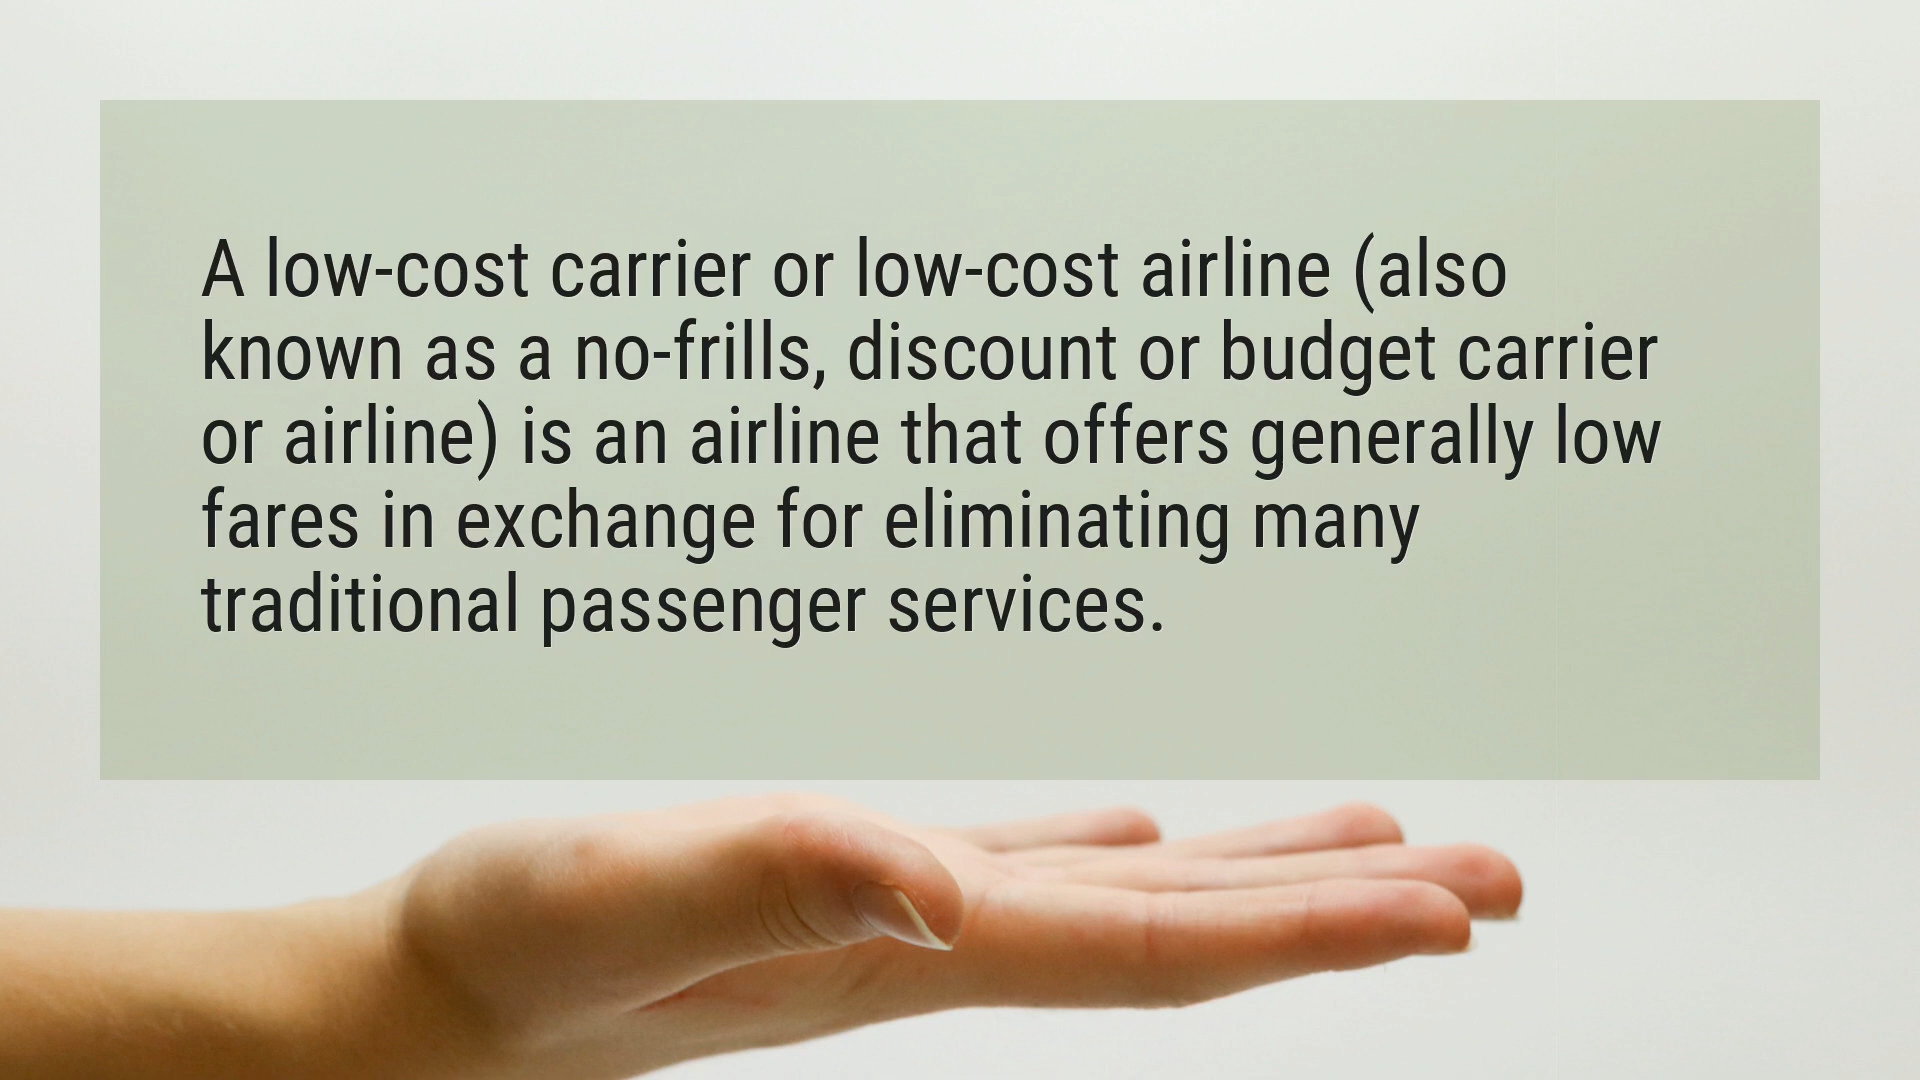 A low-cost carrier or low-cost airline (also
known as a no-frills, discount or budget carrier
or airline) is an airline that offers generally low
fares in exchange for eliminating many
traditional passenger services.